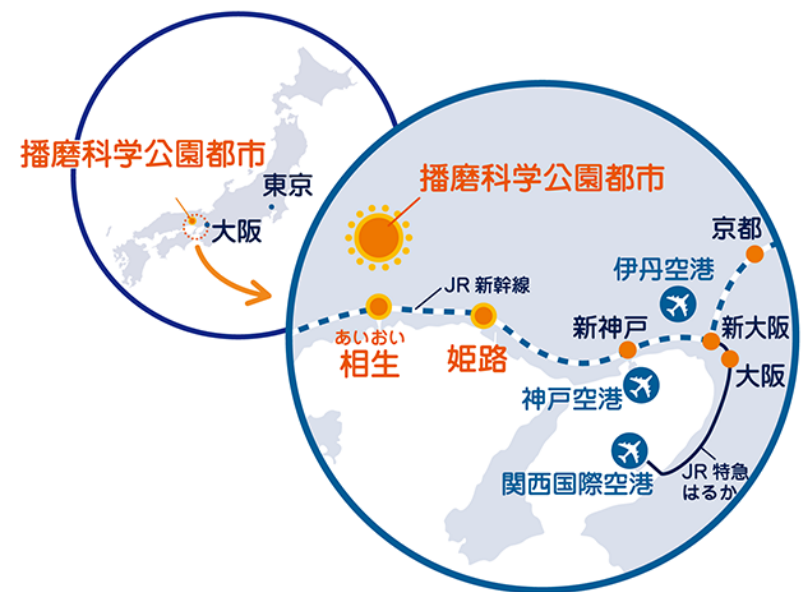 播磨科学公園都市
東京
大阪
播磨科学公園都市
京都
伊丹空港
JR 新幹線
新神戸
新大阪
あいおい
相生
姫路
大阪
神戸空港
関西国際空港
JR 特急
はるか